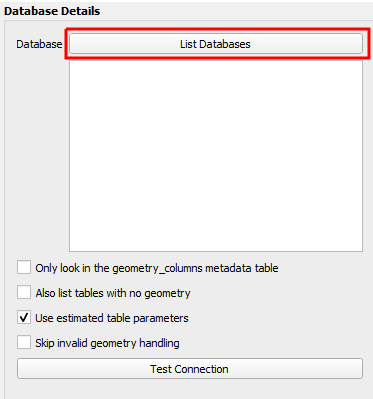 Database Details
Database List Databases
Only look in the geometry_columns metadata table
Also list tables with no geometry
Use estimated table parameters
Skip invalid geometry handling
Test Connection